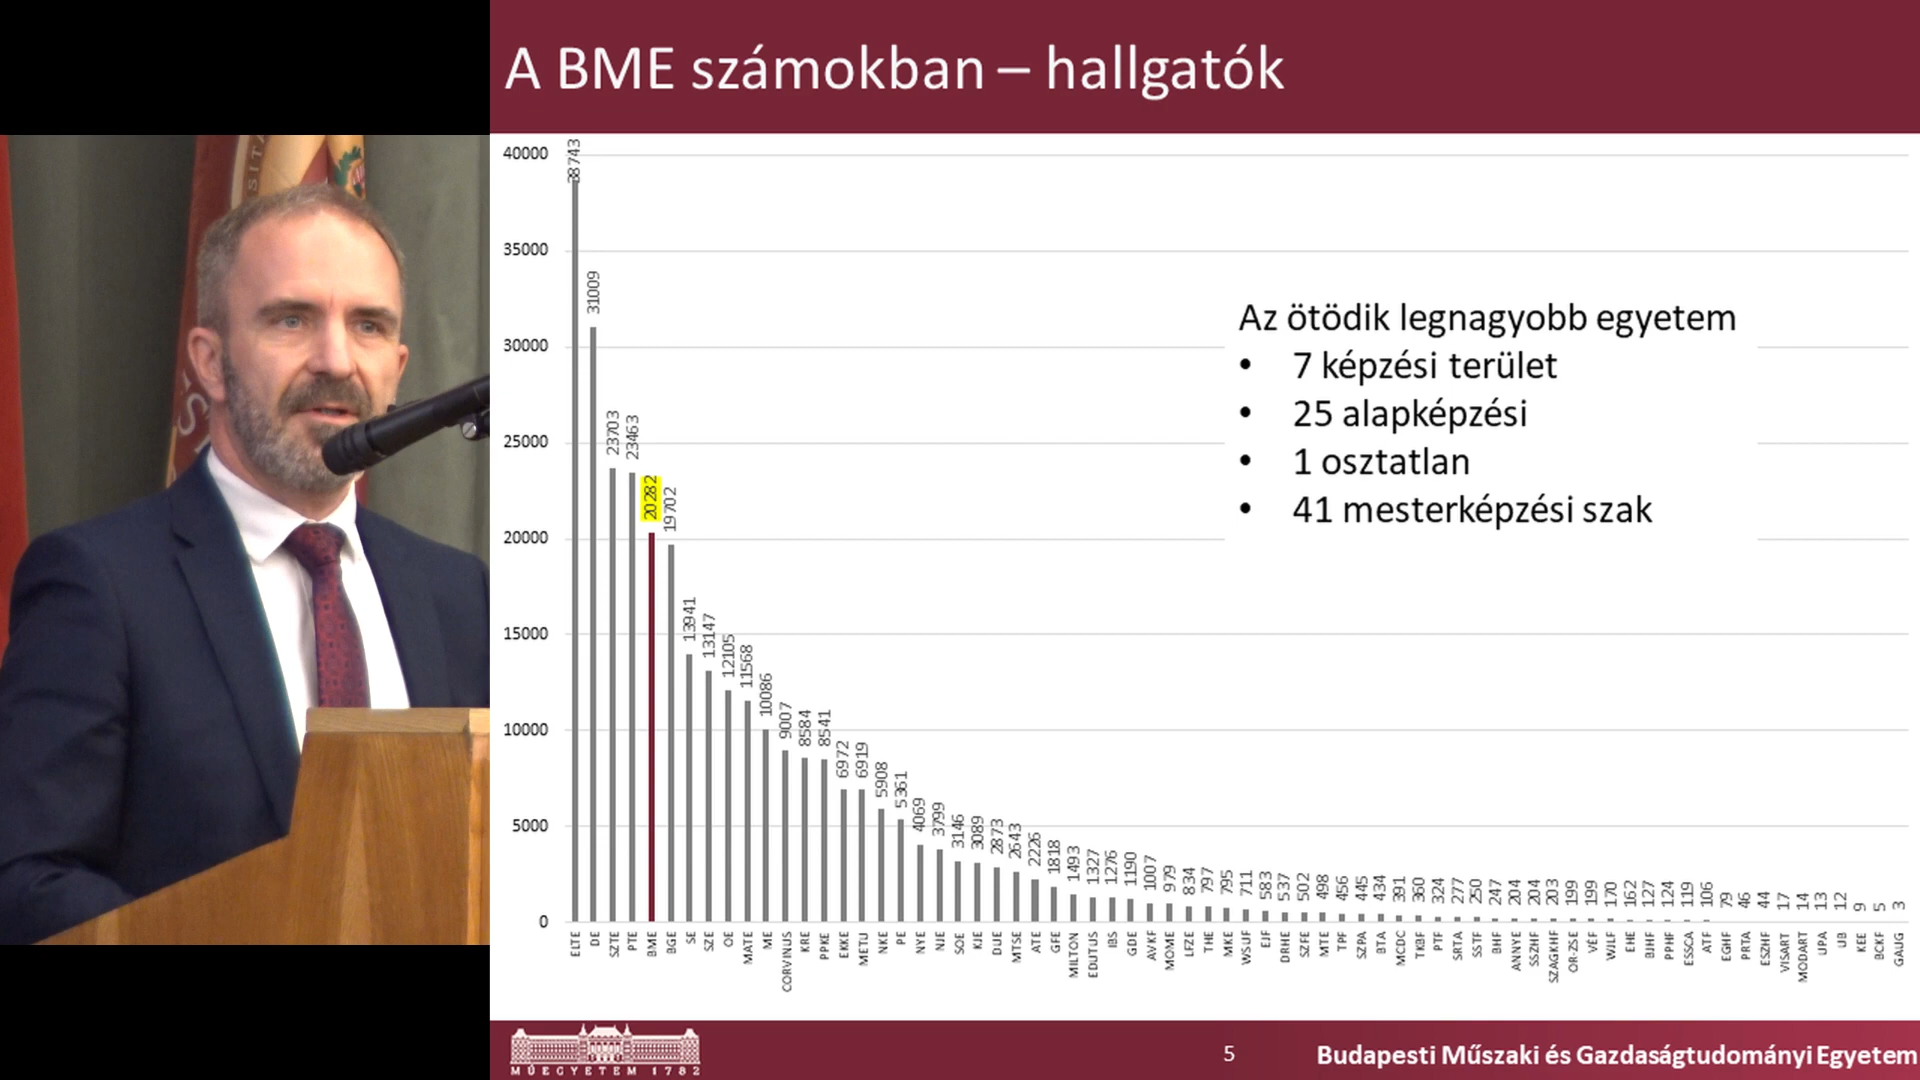 A BME számokban – hallgatók
40000
35000
30000
25000
20000
15000
10000
5000
0
38743
31009
23703
23463
20282
19702
13941
13147
12105
11568
10086
9007
8584
8541
6972
6919
5908
5361
4069
3799
3146
3089
2873
2643
2226
1818
1493
1327
1276
1190
1007
979
834
797
795
711
583
537
502
498
456
445
434
391
360
324
277
250
247
204
204
203
199
199
170
162
127
124
119
106
79
46
44
17
14
13
12
9
5
3
ELTE
DE
SZTE
PTE
BME
BGE
SE
SZE
OE
MATE
ME
CORVINUS
KRE
PPKE
EKKE
METU
NKE
PE
NYE
NJE
SOE
KJE
DUE
MTSE
ATE
GFE
MILTON
EDUTUS
IBS
GDE
AVKF
MOME
LFZE
THE
MKE
WSUF
EJF
DRHE
SZFE
MTE
TPF
SZPA
BTA
MCDC
TKBF
PTF
SRTA
SSTF
BHF
ANNYE
SSZHF
SZAGKHF
OR-ZSE
VEF
WJLF
EHE
BJHF
PPHF
ESSCA
ATF
EGHF
PRTA
ESZHF
VISART
MODART
UPA
UB
KEE
BCKF
GAUG
Az ötödik legnagyobb egyetem
• 7 képzési terület
• 25 alapképzési
• 1 osztatlan
• 41 mesterképzési szak
MŰEGYETEM 1782
5
Budapesti Műszaki és Gazdaságtudományi Egyetem